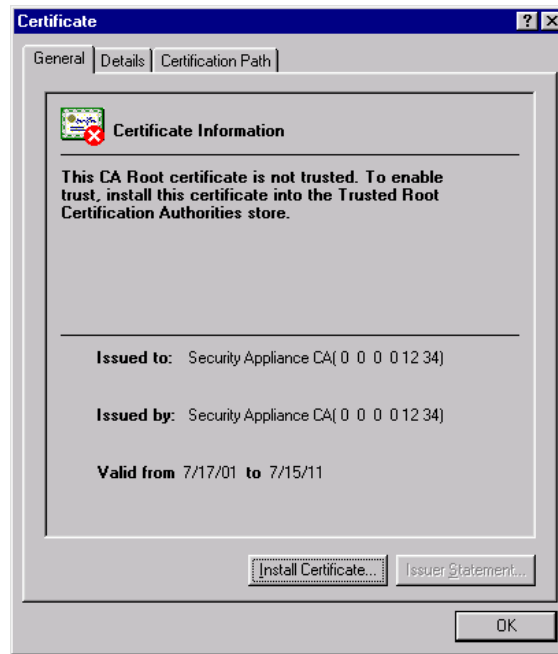 Certificate
General Details Certification Path
Certificate Information
This CA Root certificate is not trusted. To enable
trust, install this certificate into the Trusted Root
Certification Authorities store.
Issued to: Security Appliance CA( 0 0 0 0 12 34)
Issued by: Security Appliance CA( 0 0 0 0 12 34)
Valid from 7/17/01 to 7/15/11
Install Certificate... Issuer Statement...
OK